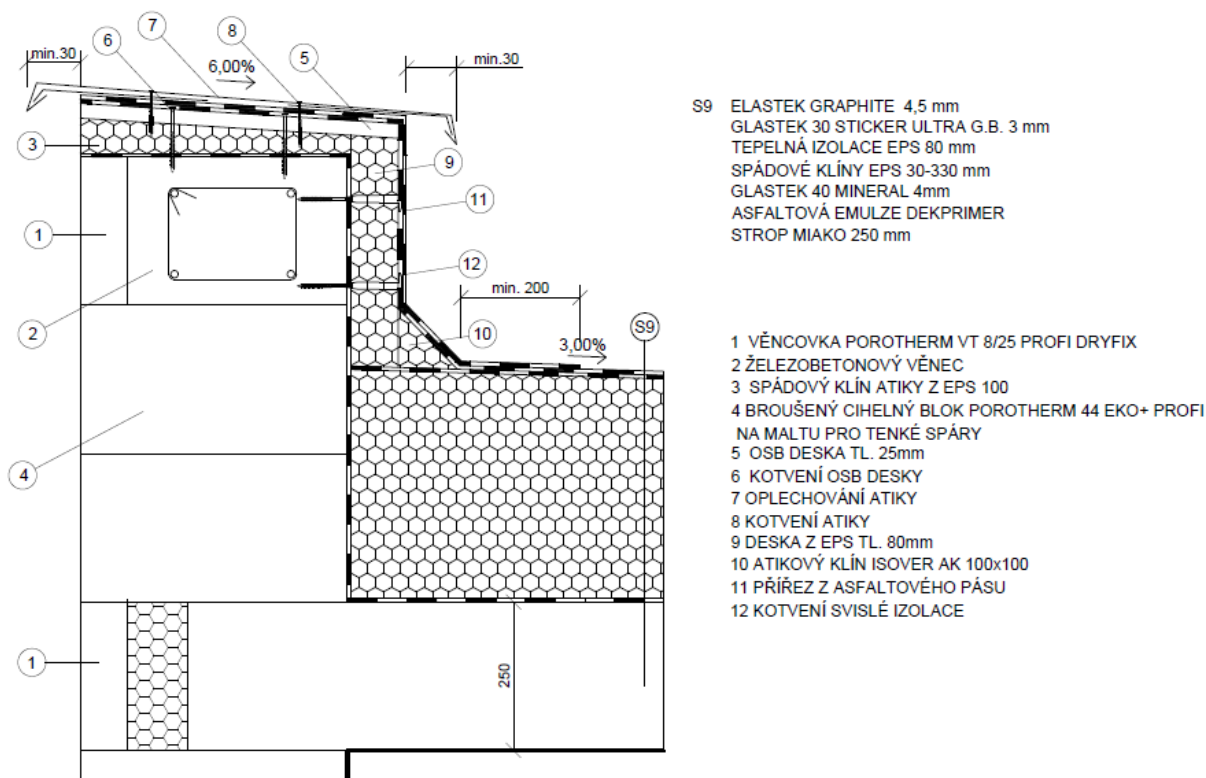 min.30
6
7
8
6,00%
5
min.30
3
9
11
1
12
min. 200
2
10
3,00%
S9
4
1
250
S9 ELASTEK GRAPHITE 4,5 mm
GLASTEK 30 STICKER ULTRA G.B. 3 mm
TEPELNÁ IZOLACE EPS 80 mm
SPÁDOVÉ KLÍNY EPS 30-330 mm
GLASTEK 40 MINERAL 4mm
ASFALTOVÁ EMULZE DEKPRIMER
STROP MIAKO 250 mm
1 VĚNCOVKA POROTHERM VT 8/25 PROFI DRYFIX
2 ŽELEZOBETONOVÝ VĚNEC
3 SPÁDOVÝ KLÍN ATIKY Z EPS 100
4 BROUŠENÝ CIHELNÝ BLOK POROTHERM 44 EKO+ PROFI
NA MALTU PRO TENKÉ SPÁRY
5 OSB DESKA TL. 25mm
6 KOTVENÍ OSB DESKY
7 OPLECHOVÁNÍ ATIKY
8 KOTVENÍ ATIKY
9 DESKA Z EPS TL. 80mm
10 ATIKOVÝ KLÍN ISOVER AK 100x100
11 PŘÍŘEZ Z ASFALTOVÉHO PÁSU
12 KOTVENÍ SVISLÉ IZOLACE